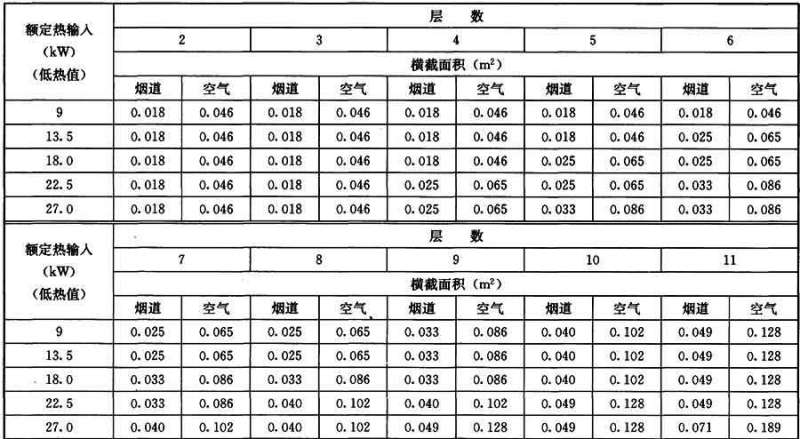 额定热输入（kW）（低热值） 层 数
2 3 4 5 6
横截面积（m²）
烟道 空气 烟道 空气 烟道 空气 烟道 空气 烟道 空气
9 0.018 0.046 0.018 0.046 0.018 0.046 0.018 0.046 0.018 0.046
13.5 0.018 0.046 0.018 0.046 0.018 0.046 0.018 0.046 0.025 0.065
18.0 0.018 0.046 0.018 0.046 0.018 0.046 0.025 0.065 0.025 0.065
22.5 0.018 0.046 0.018 0.046 0.025 0.065 0.025 0.065 0.033 0.086
27.0 0.018 0.046 0.018 0.046 0.025 0.065 0.033 0.086 0.033 0.086
额定热输入（kW）（低热值） 层 数
7 8 9 10 11
横截面积（m²）
烟道 空气 烟道 空气 烟道 空气 烟道 空气 烟道 空气
9 0.025 0.065 0.025 0.065 0.033 0.086 0.040 0.102 0.049 0.128
13.5 0.025 0.065 0.025 0.065 0.033 0.086 0.040 0.102 0.049 0.128
18.0 0.033 0.086 0.033 0.086 0.033 0.086 0.040 0.102 0.049 0.128
22.5 0.033 0.086 0.040 0.102 0.040 0.102 0.049 0.128 0.049 0.128
27.0 0.040 0.102 0.040 0.102 0.049 0.128 0.049 0.128 0.071 0.189